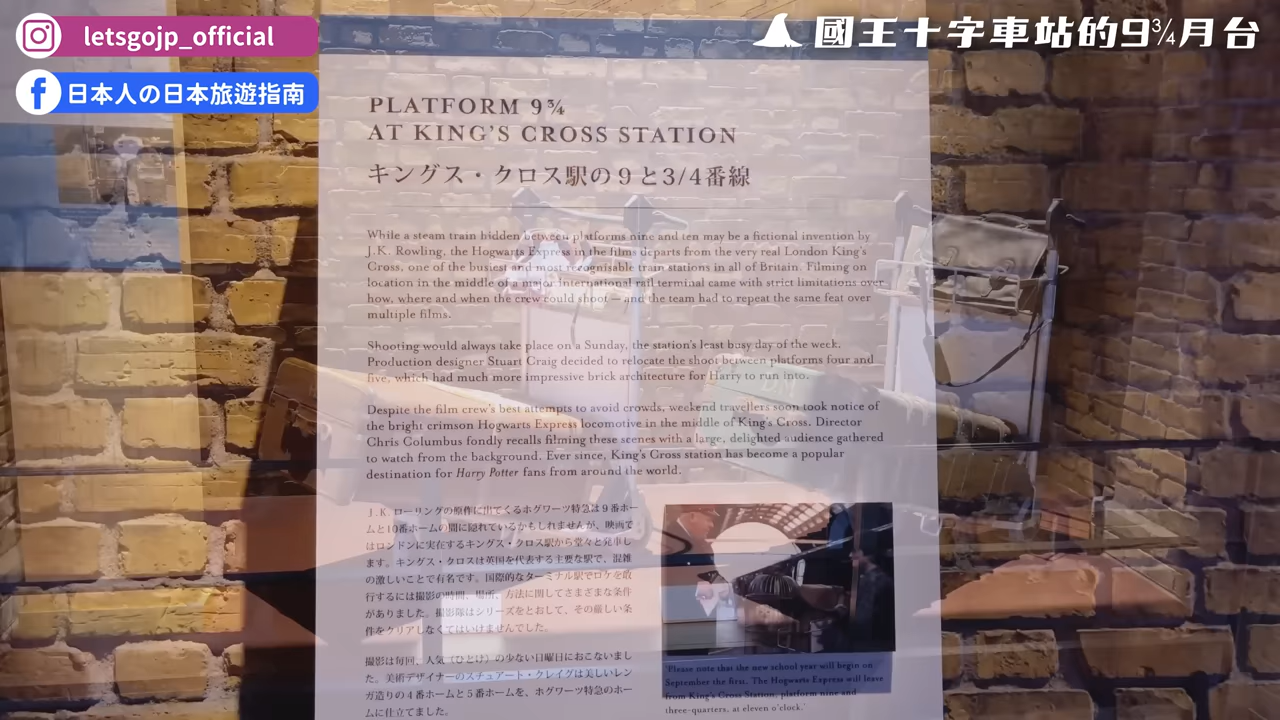 letsgojp_official
日本人の日本旅遊指南
國王十字車站的9¾月台
PLATFORM 9¾
AT KING'S CROSS STATION
キングス・クロス駅の9と3/4番線
While a steam train hidden between platforms nine and ten may be a fictional invention by
J.K. Rowling, the Hogwarts Express in the films departs from the very real London King's
Cross, one of the busiest and most recognisable train stations in all of Britain. Filming on
location in the middle of a major international rail terminal came with strict limitations over
how, where and when the crew could shoot – and the team had to repeat the same feat over
multiple films.
Shooting would always take place on a Sunday, the station's least busy day of the week.
Production designer Stuart Craig decided to relocate the shoot between platforms four and
five, which had much more impressive brick architecture for Harry to run into.
Despite the film crew's best attempts to avoid crowds, weekend travellers soon took notice of
the bright crimson Hogwarts Express locomotive in the middle of King's Cross. Director
Chris Columbus fondly recalls filming these scenes with a large, delighted audience gathered
to watch from the background. Ever since, King's Cross station has become a popular
destination for Harry Potter fans from around the world.
J.K.ローリングの原作に出てくるホグワーツ特急は9番ホー
ムと10番ホームの間に隠れているかもしれませんが、映画で
はロンドンに実在するキングス・クロス駅から堂々と発車し
ます。キングス・クロスは英国を代表する主要な駅で、混雑
の激しいことで有名です。国際的なターミナル駅でロケを敢
行するには撮影の時間、場所、方法に関してさまざまな条件
がありました。撮影隊はシリーズをとおして、その厳しい条
件をクリアしなくてはいけませんでした。
撮影は毎回、人気(ひとけ)の少ない日曜日におこないまし
た。美術デザイナーのスチュアート・クレイグは美しいレン
ガ造りの4番ホームと5番ホームを、ホグワーツ特急のホー
ムに仕立てました。
'Please note that the new school year will begin on
September the first. The Hogwarts Express will leave
from King's Cross Station, platform nine and
three-quarters, at eleven o'clock.'